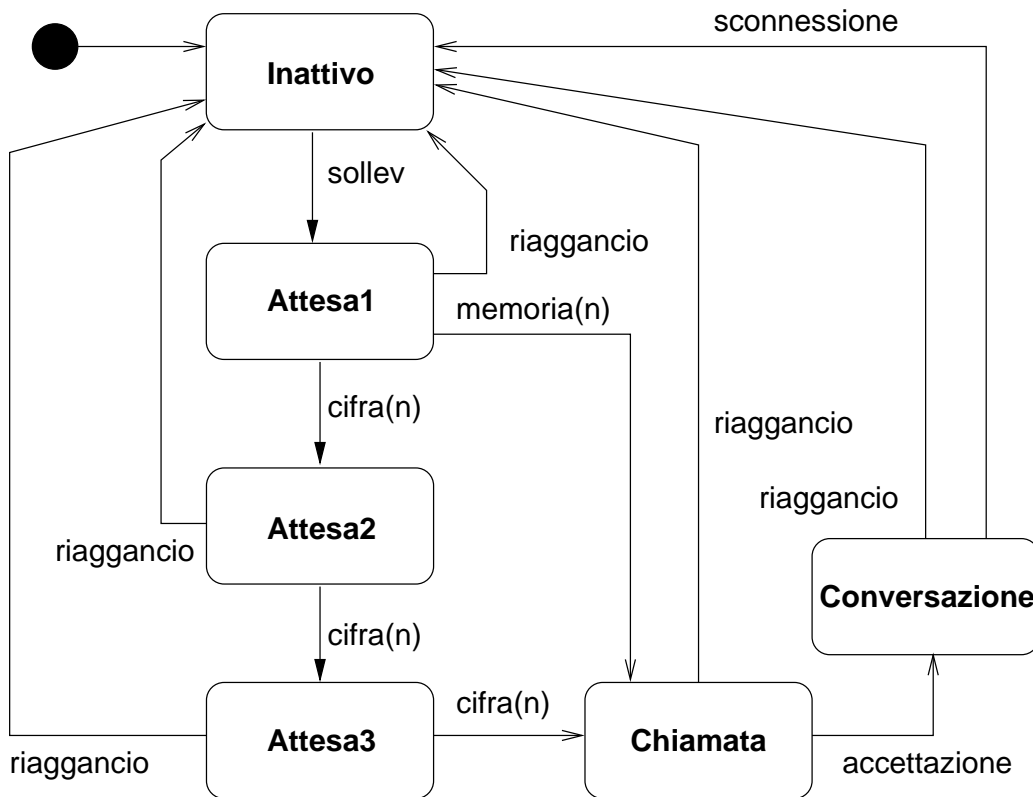 sconnessione
Inattivo
sollev
riaggancio
Attesa1
memoria(n)
cifra(n)
riaggancio
riaggancio
Attesa2
riaggancio
Conversazione
cifra(n)
cifra(n)
Attesa3
Chiamata
riaggancio
accettazione